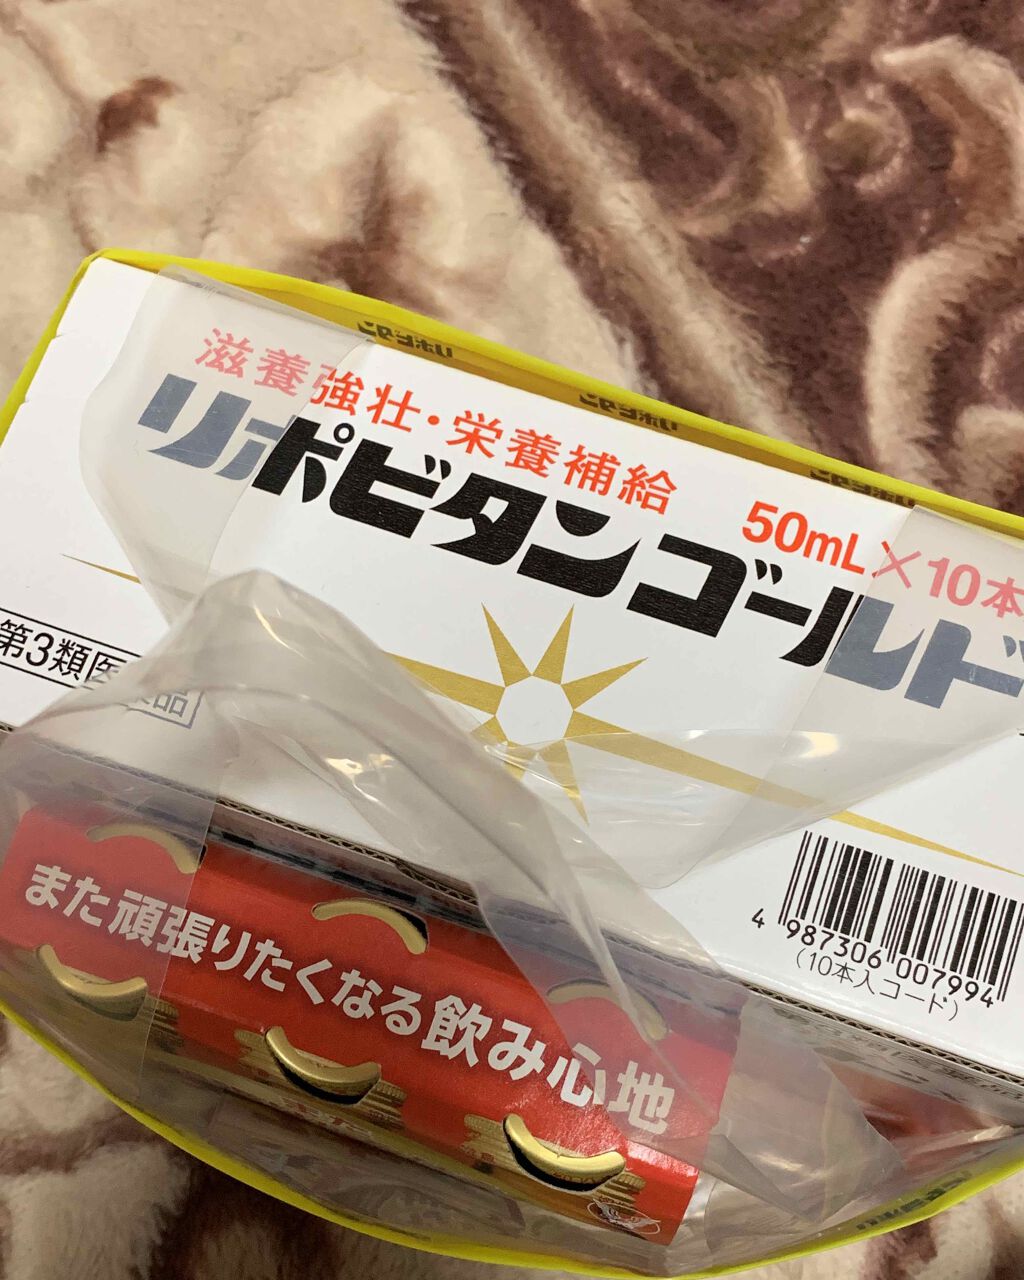 滋養強壮・栄養補給
50mL×10本
リポビタンゴールド
第3類医薬品
4 987306 007994
(10本入コード)
また頑張りたくなる飲み心地